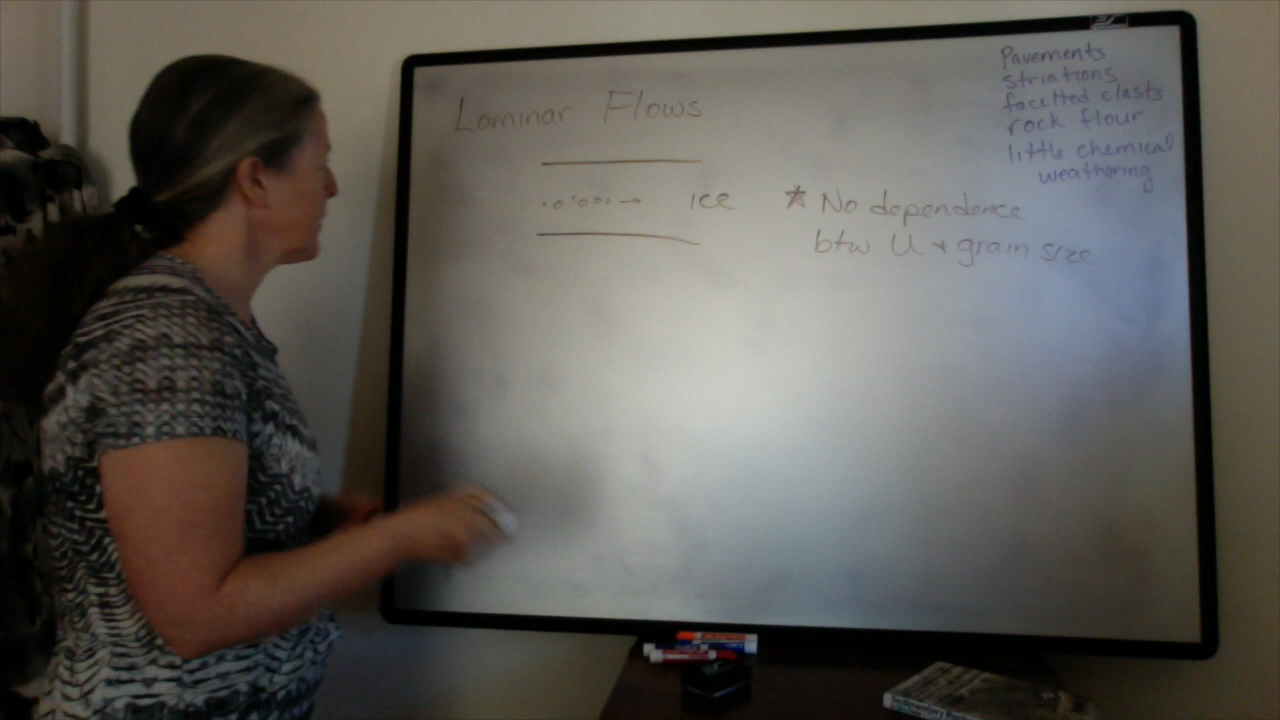 Laminar Flows
ICE
* No dependence
btw U + grain size
Pavements
striations
facetted clasts
rock flour
little chemical
weathering